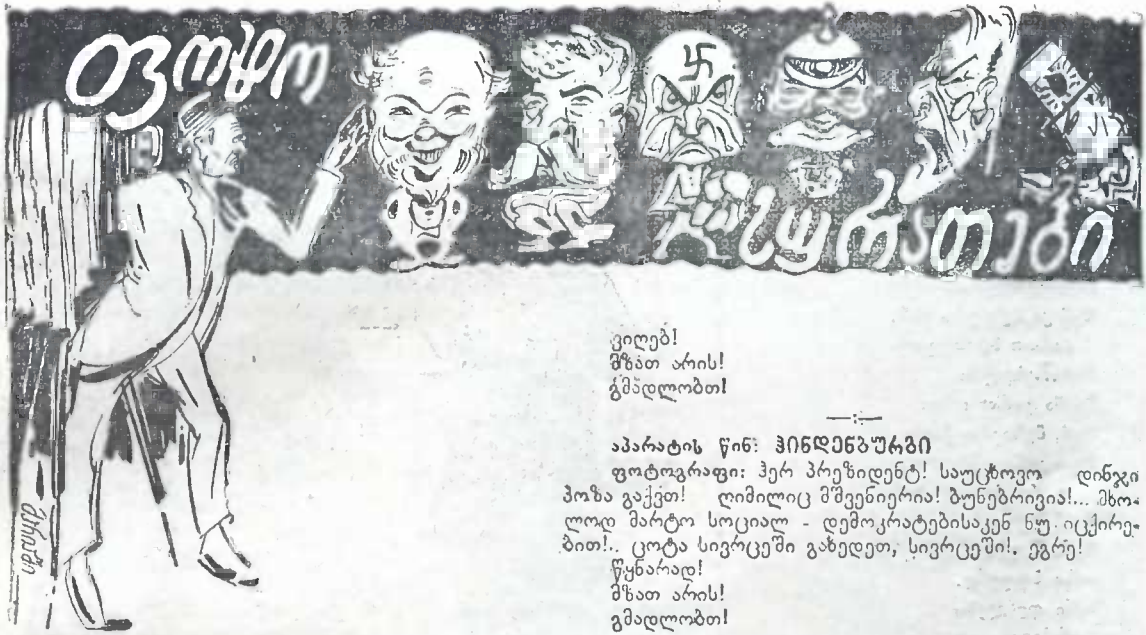 ფოტო
სურათები
ვიღებ!
მზათ არის!
გმადლობთ!
აპარატის წინ: ჰინდენბურგი
ფოტოგრაფი: ჰერ პრეზიდენტ! საუცხოვო დინჯი
პოზა გაქვთ! ღიმილიც მშვენიერია! ბუნებრივია!... მხო-
ლოდ მარტო სოციალ - დემოკრატებისაკენ ნუ იცქირე-
ბით!.. ცოტა სივრცეში გახედეთ, სივრცეში!. ეგრე!
წყნარად!
მზათ არის!
გმადლობთ!